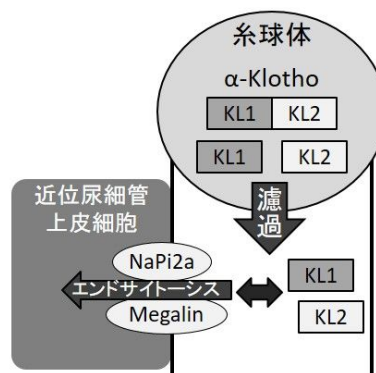 糸球体
α-Klotho
KL1 KL2
KL1 KL2
濾過
近位尿細管
上皮細胞
NaPi2a
エンドサイトーシス
Megalin
KL1
KL2